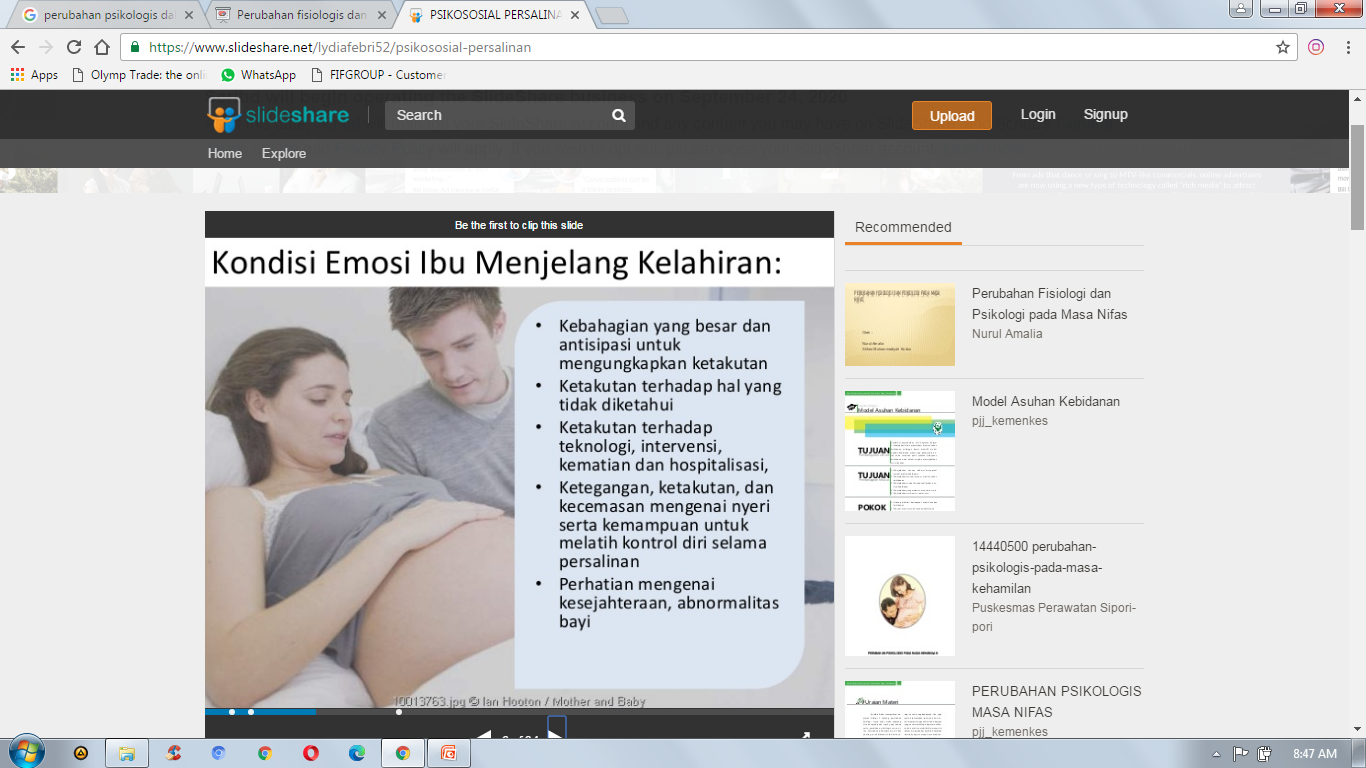 perubahan psikologis da
Perubahan fisiologis dan
PSIKOSOSIAL PERSALINA
https://www.slideshare.net/lydiafebri52/psikososial-persalinan
Apps
Olymp Trade: the onli
WhatsApp
FIFGROUP - Custome
slideshare
Search
Upload
Login
Signup
Home
Explore
Be the first to clip this slide
Kondisi Emosi Ibu Menjelang Kelahiran:
• Kebahagian yang besar dan
antisipasi untuk
mengungkapkan ketakutan
• Ketakutan terhadap hal yang
tidak diketahui
• Ketakutan terhadap
teknologi, intervensi,
kematian dan hospitalisasi,
• Ketegangan, ketakutan, dan
kecemasan mengenai nyeri
serta kemampuan untuk
melatih kontrol diri selama
persalinan
• Perhatian mengenai
kesejahteraan, abnormalitas
bayi
10013763.jpg © Ian Hooton / Mother and Baby
Recommended
Perubahan Fisiologi dan
Psikologi pada Masa Nifas
Nurul Amalia
Model Asuhan Kebidanan
TUJUAN
TUJUAN
POKOK
Model Asuhan Kebidanan
pjj_kemenkes
14440500 perubahan-
psikologis-pada-masa-
kehamilan
Puskesmas Perawatan Sipori-
pori
Uraian Materi
PERUBAHAN PSIKOLOGIS
MASA NIFAS
pjj_kemenkes
8:47 AM